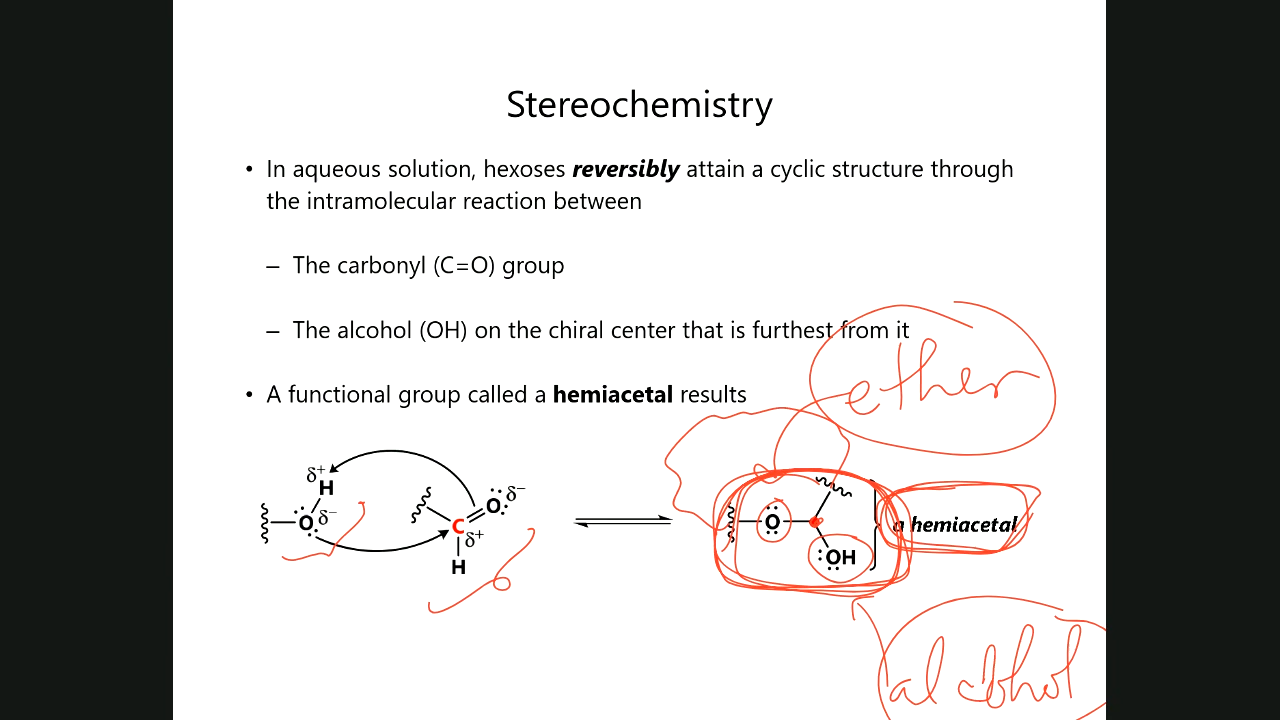 Stereochemistry
• In aqueous solution, hexoses reversibly attain a cyclic structure through
the intramolecular reaction between
– The carbonyl (C=O) group
– The alcohol (OH) on the chiral center that is furthest from it
ether
• A functional group called a hemiacetal results
δ+
H
O δ–
C δ+
O δ–
H
O
OH
a hemiacetal
alcohol